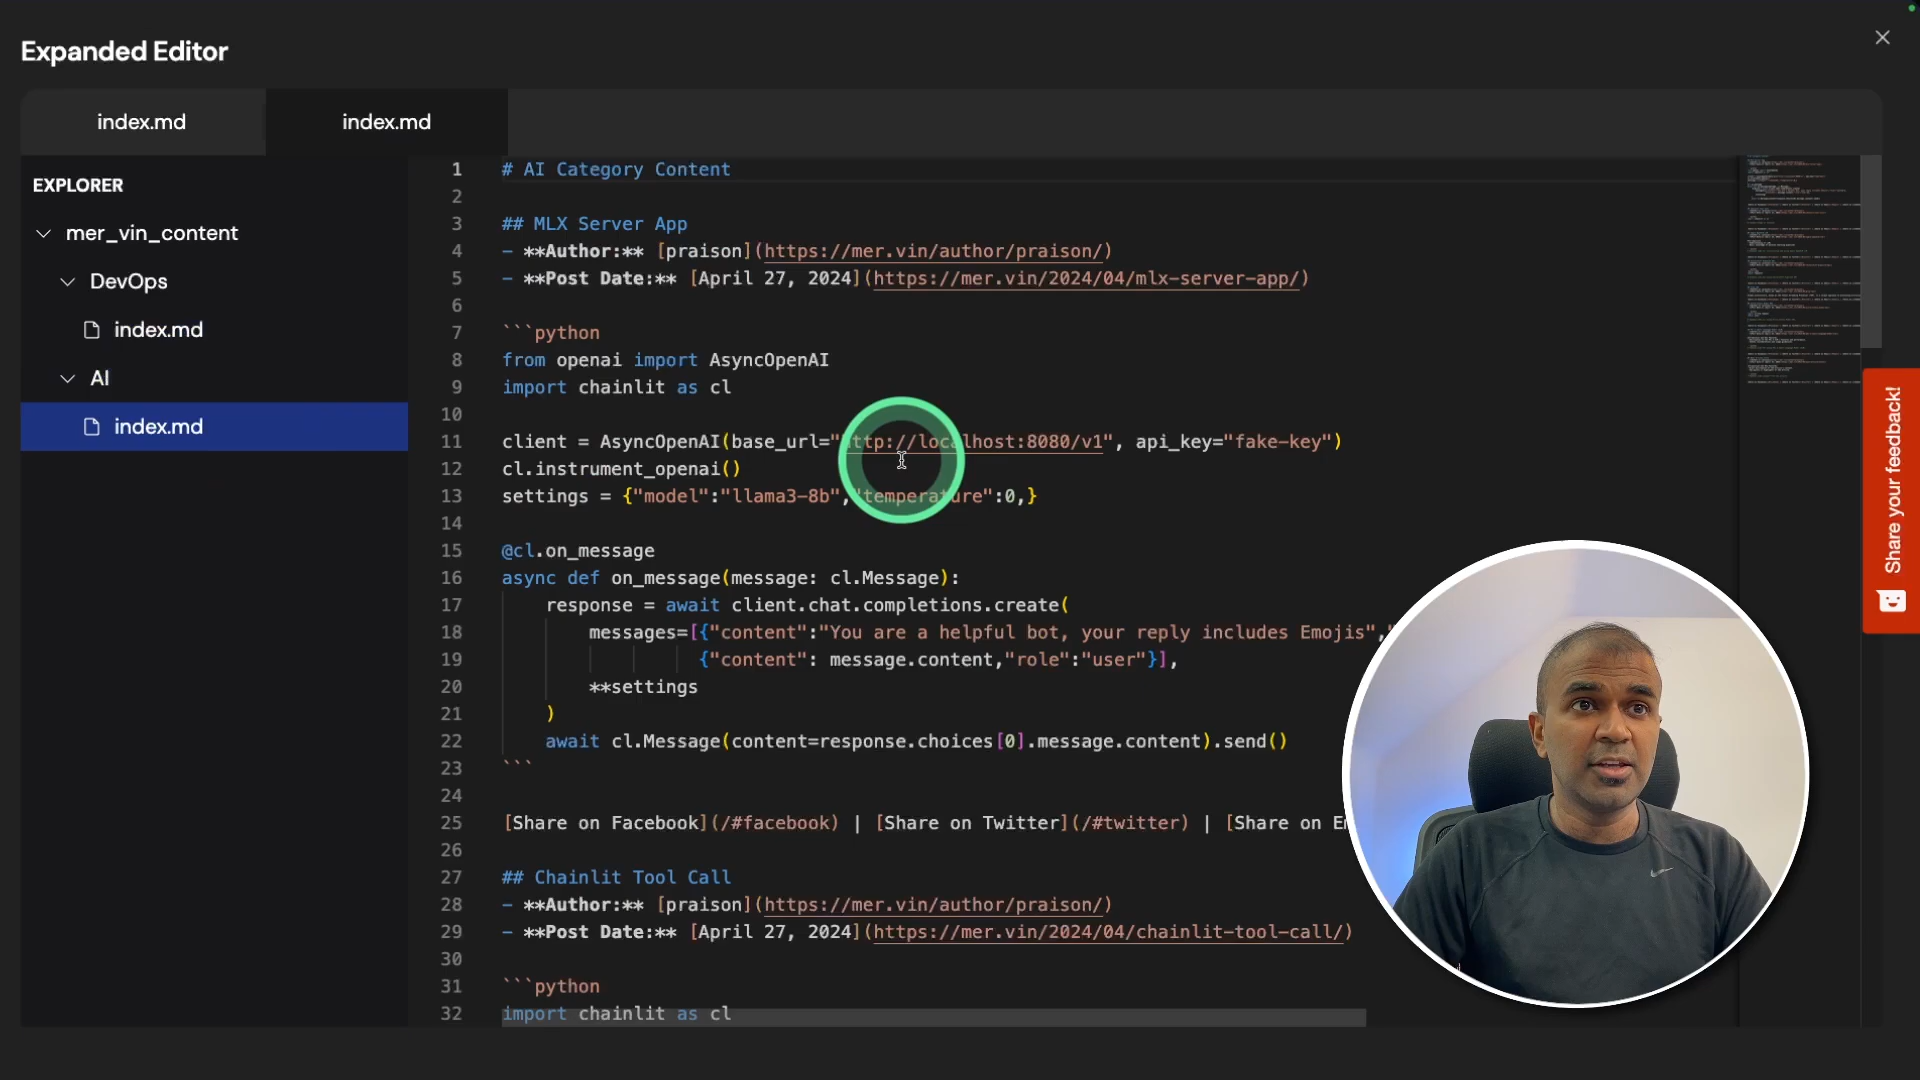 Expanded Editor
index.md
index.md
EXPLORER
mer_vin_content
DevOps
index.md
AI
index.md
1 # AI Category Content
2
3 ## MLX Server App
4 - **Author:** [praison](https://mer.vin/author/praison/)
5 - **Post Date:** [April 27, 2024](https://mer.vin/2024/04/mlx-server-app/)
6
7 ```python
8 from openai import AsyncOpenAI
9 import chainlit as cl
10
11 client = AsyncOpenAI(base_url="http://localhost:8080/v1", api_key="fake-key")
12 cl.instrument_openai()
13 settings = {"model":"llama3-8b","temperature":0,}
14
15 @cl.on_message
16 async def on_message(message: cl.Message):
17 response = await client.chat.completions.create(
18 messages=[{"content":"You are a helpful bot, your reply includes Emojis","
19 {"content": message.content,"role":"user"}],
20 **settings
21 )
22 await cl.Message(content=response.choices[0].message.content).send()
23 ```
24
25 [Share on Facebook](/#facebook) | [Share on Twitter](/#twitter) | [Share on
26
27 ## Chainlit Tool Call
28 - **Author:** [praison](https://mer.vin/author/praison/)
29 - **Post Date:** [April 27, 2024](https://mer.vin/2024/04/chainlit-tool-call/)
30
31 ```python
32 import chainlit as cl
Share your feedback!